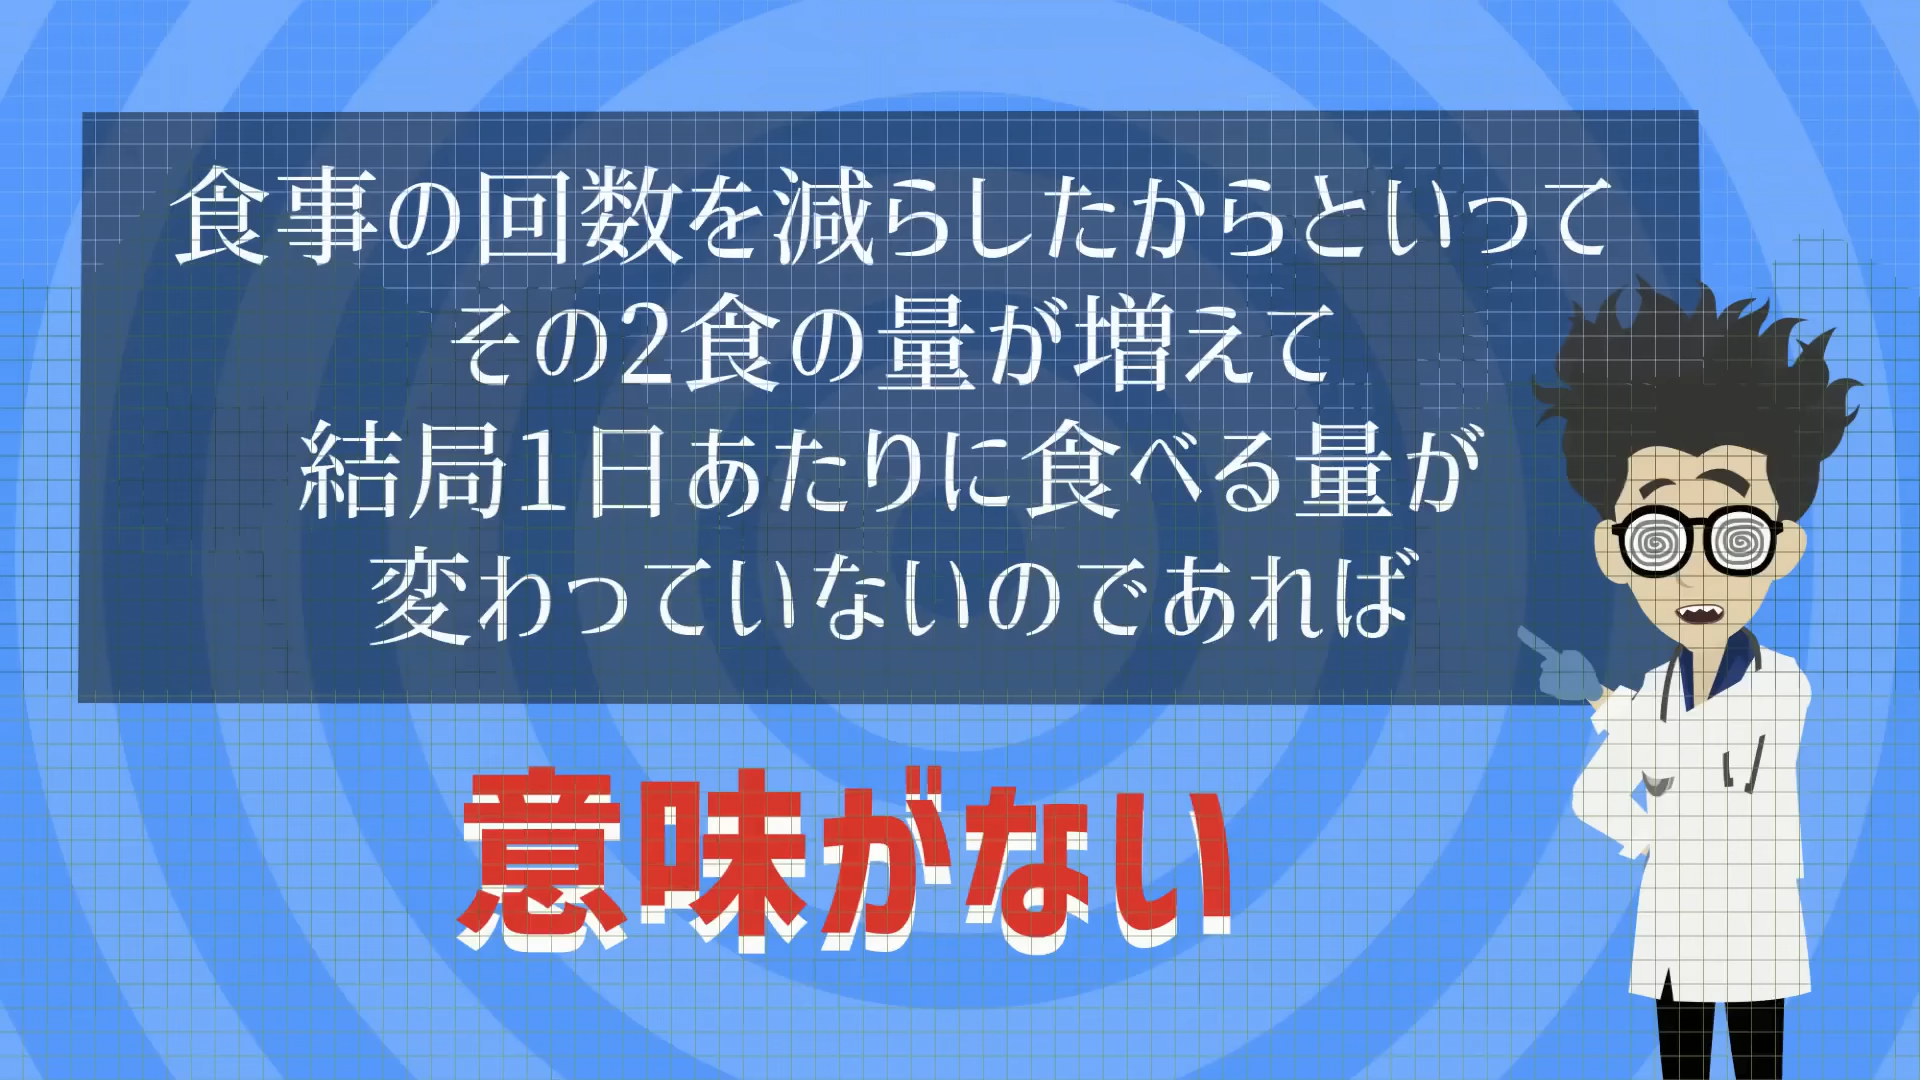 食事の回数を減らしたからといって
その2食の量が増えて
結局1日あたりに食べる量が
変わっていないのであれば
意味がない